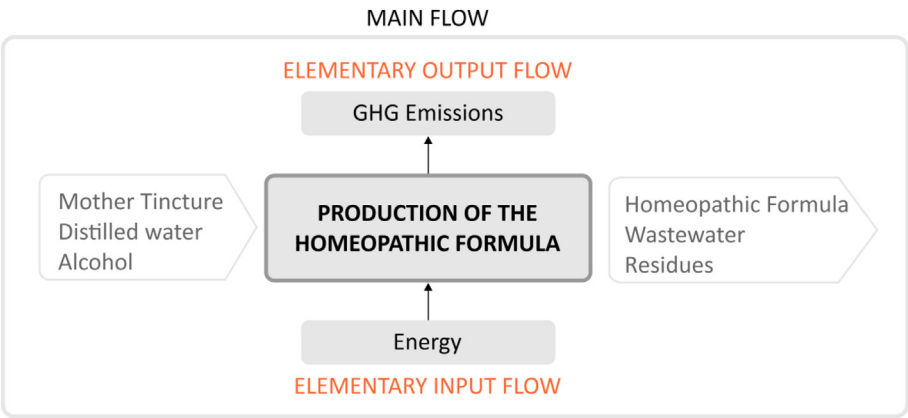 MAIN FLOW
ELEMENTARY OUTPUT FLOW
GHG Emissions
Mother Tincture
Distilled water
Alcohol
PRODUCTION OF THE
HOMEOPATHIC FORMULA
Homeopathic Formula
Wastewater
Residues
Energy
ELEMENTARY INPUT FLOW